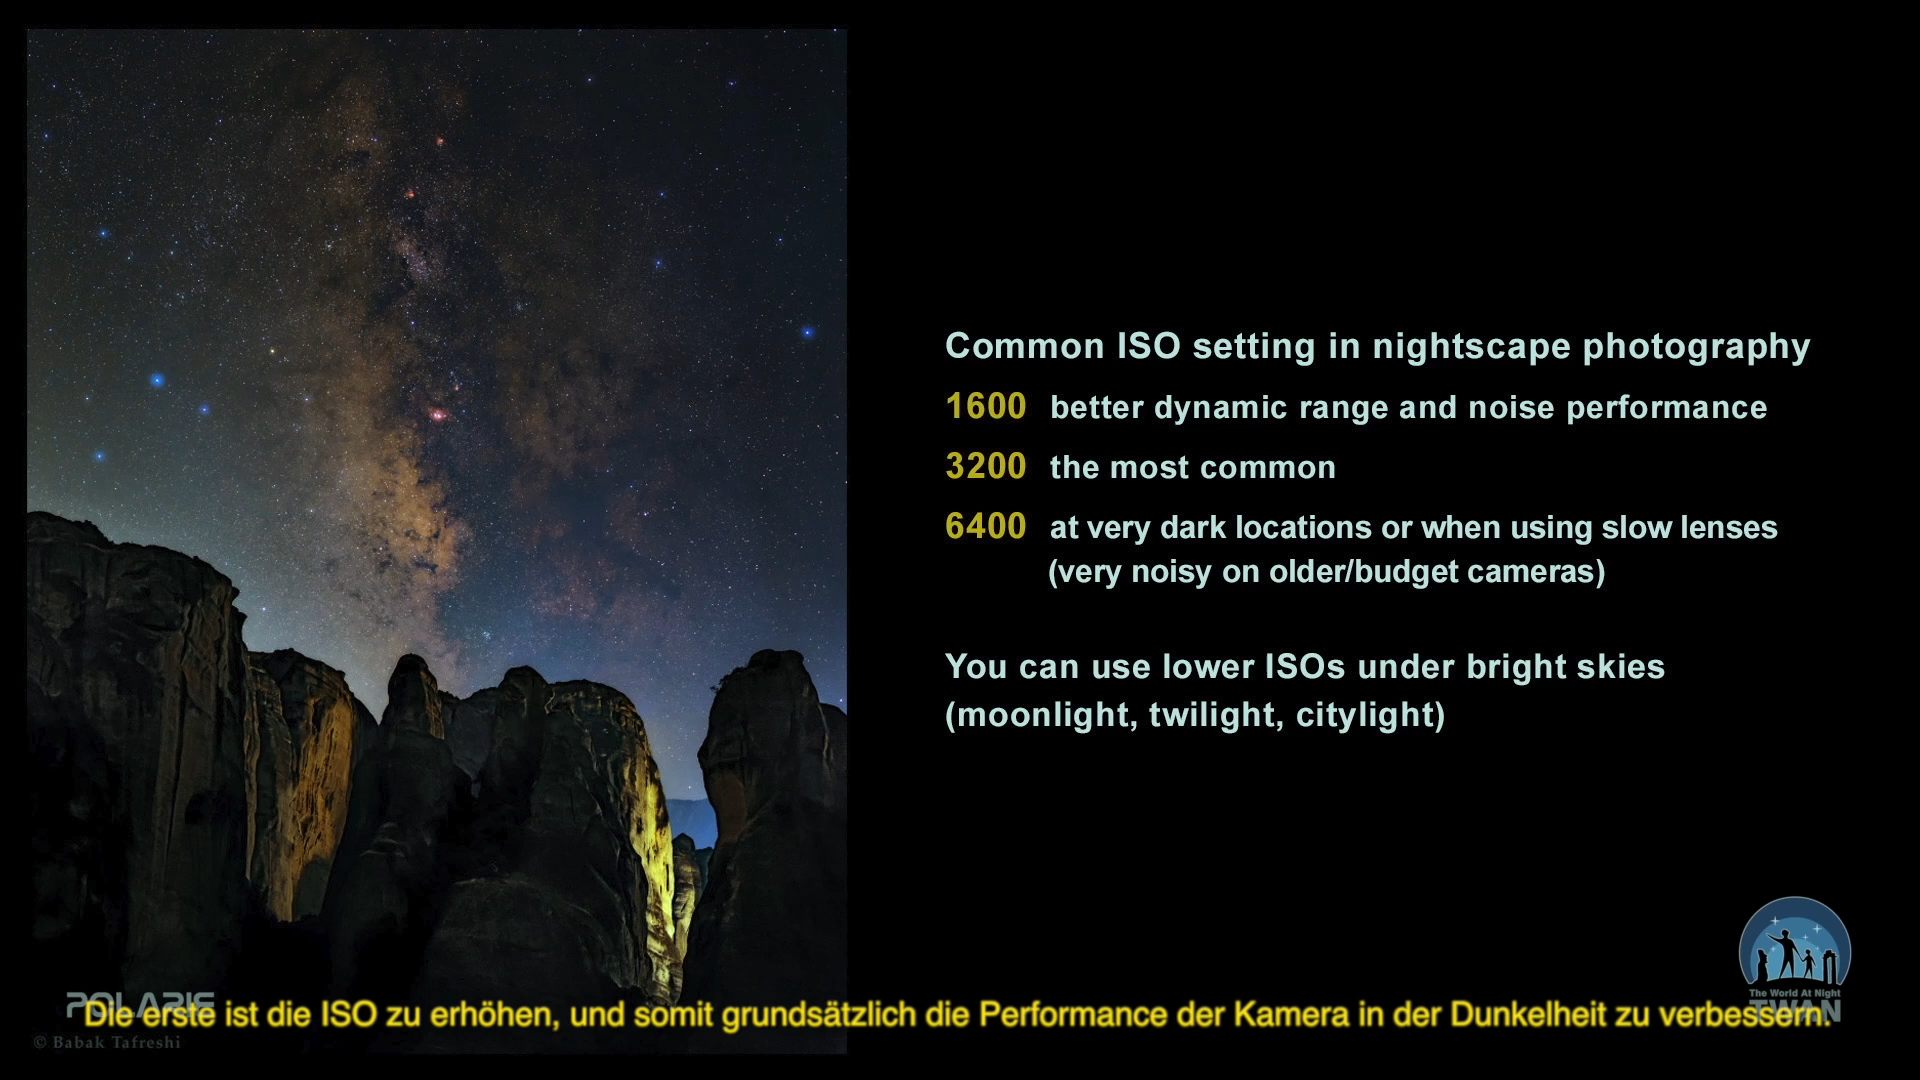 Common ISO setting in nightscape photography
1600 better dynamic range and noise performance
3200 the most common
6400 at very dark locations or when using slow lenses
(very noisy on older/budget cameras)
You can use lower ISOs under bright skies
(moonlight, twilight, citylight)
The World At Night
TWAN
POLARIE
Die erste ist die ISO zu erhöhen, und somit grundsätzlich die Performance der Kamera in der Dunkelheit zu verbessern.
© Babak Tafreshi